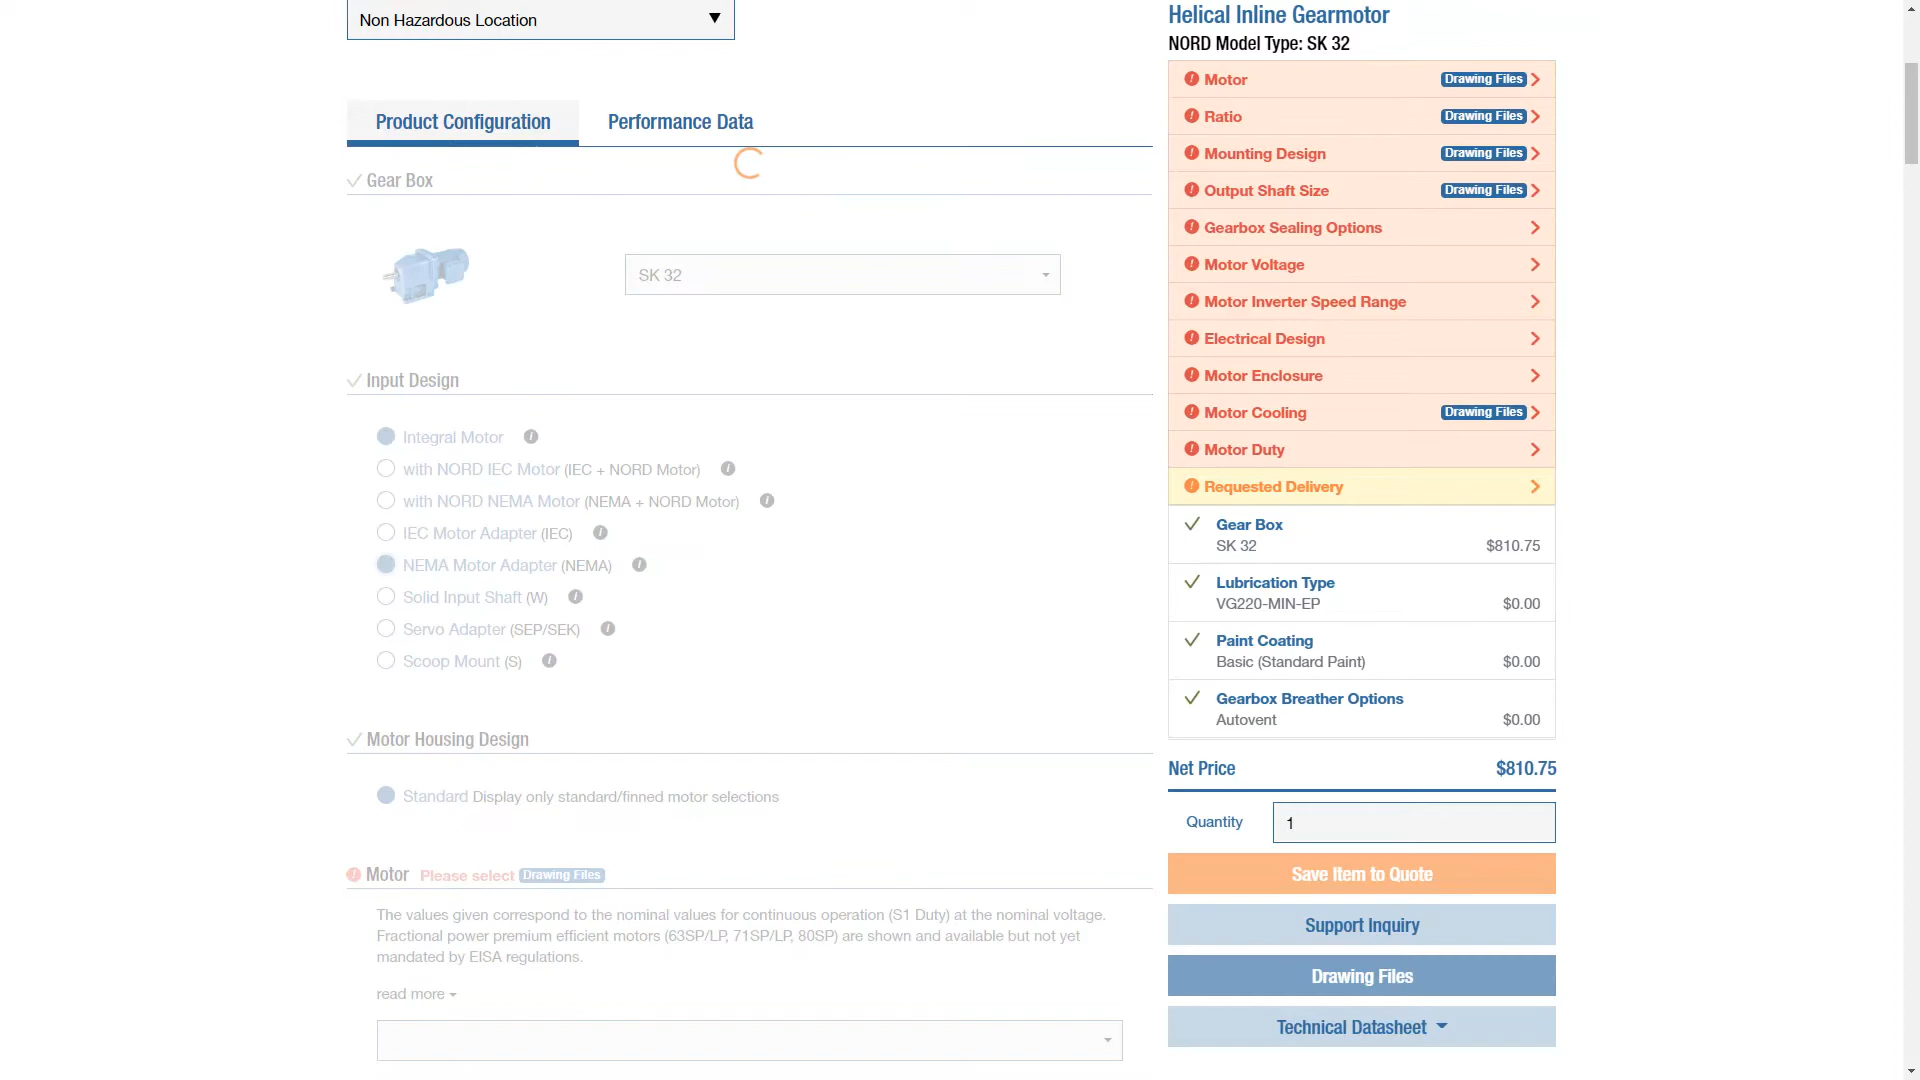 Non Hazardous Location
Product Configuration
Performance Data
Gear Box
SK 32
Input Design
Integral Motor
with NORD IEC Motor (IEC + NORD Motor)
with NORD NEMA Motor (NEMA + NORD Motor)
IEC Motor Adapter (IEC)
NEMA Motor Adapter (NEMA)
Solid Input Shaft (W)
Servo Adapter (SEP/SEK)
Scoop Mount (S)
Motor Housing Design
Standard Display only standard/finned motor selections
Motor Please select Drawing Files
The values given correspond to the nominal values for continuous operation (S1 Duty) at the nominal voltage.
Fractional power premium efficient motors (63SP/LP, 71SP/LP, 80SP) are shown and available but not yet
mandated by EISA regulations.
read more
Helical Inline Gearmotor
NORD Model Type: SK 32
Motor Drawing Files
Ratio Drawing Files
Mounting Design Drawing Files
Output Shaft Size Drawing Files
Gearbox Sealing Options
Motor Voltage
Motor Inverter Speed Range
Electrical Design
Motor Enclosure
Motor Cooling Drawing Files
Motor Duty
Requested Delivery
Gear Box
SK 32 $810.75
Lubrication Type
VG220-MIN-EP $0.00
Paint Coating
Basic (Standard Paint) $0.00
Gearbox Breather Options
Autovent $0.00
Net Price $810.75
Quantity 1
Save Item to Quote
Support Inquiry
Drawing Files
Technical Datasheet